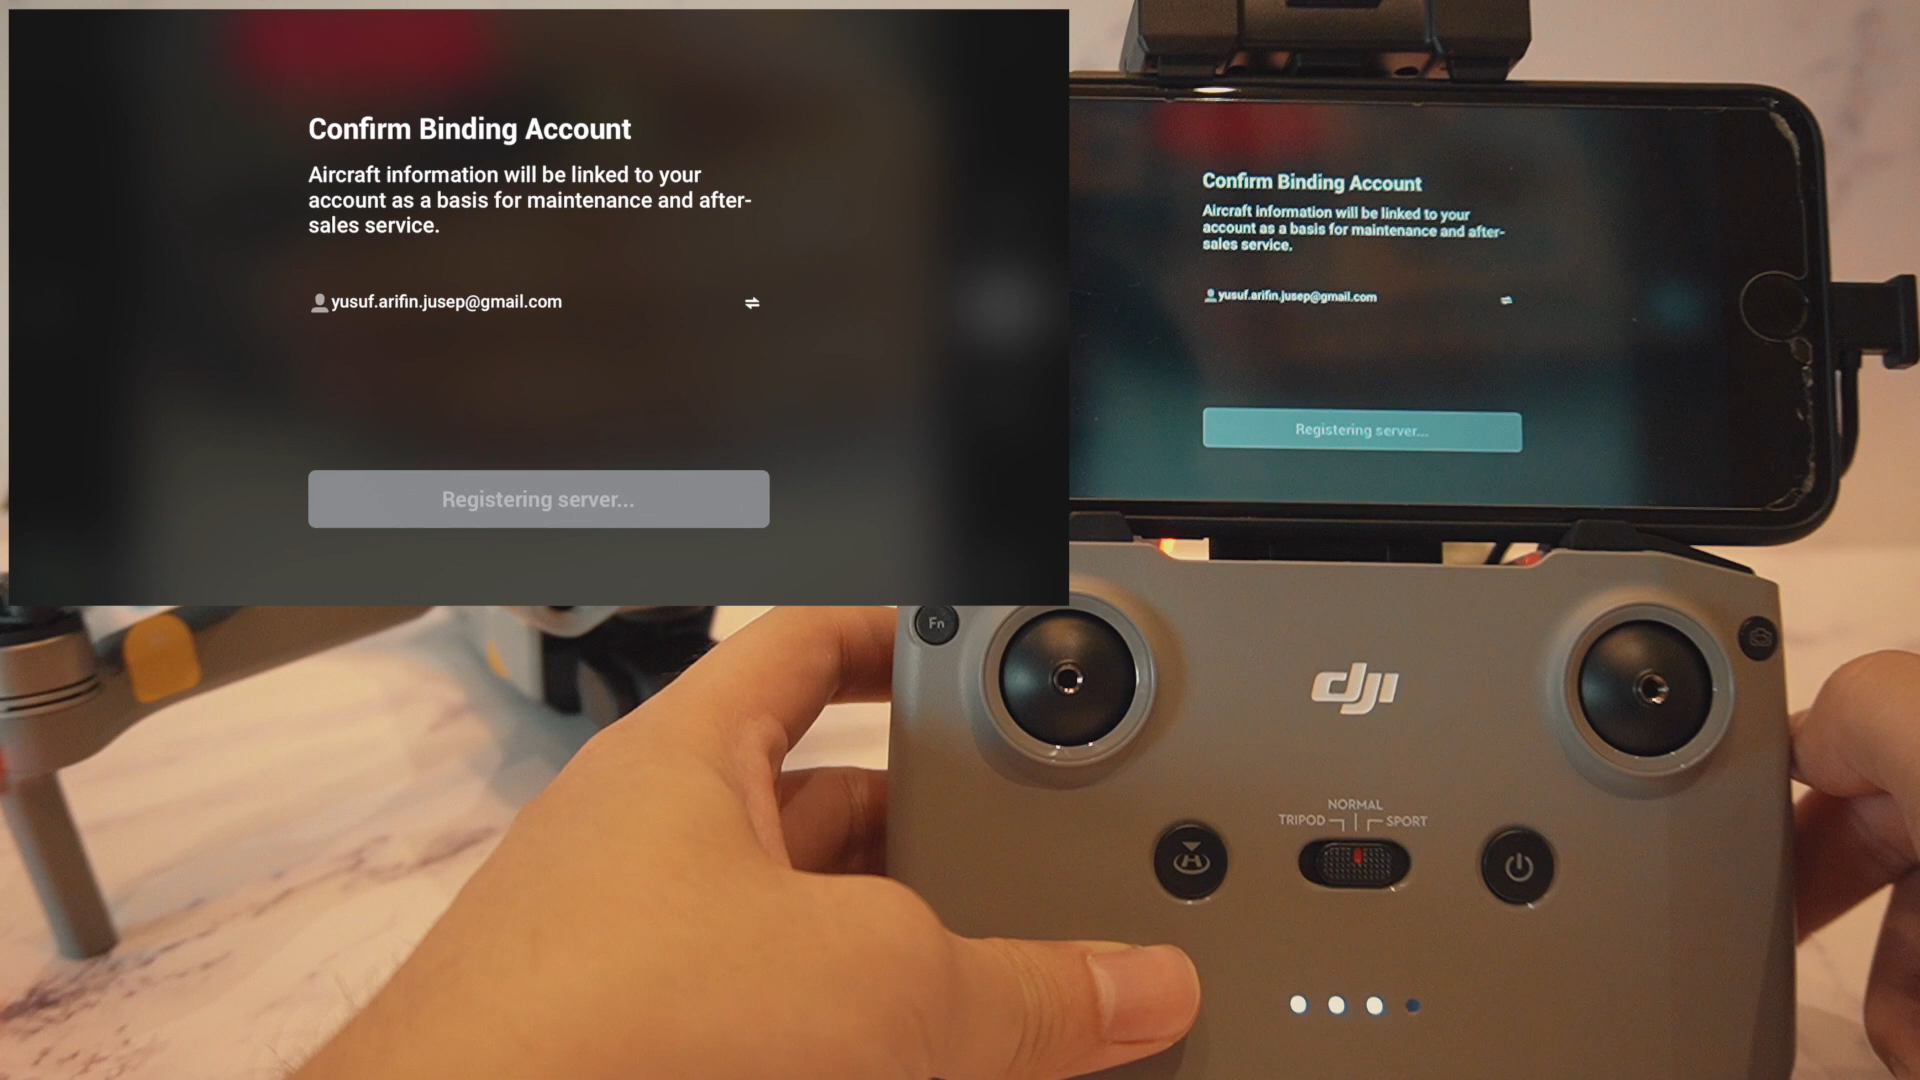 Confirm Binding Account
Aircraft information will be linked to your
account as a basis for maintenance and after-
sales service.
yusuf.arifin.jusep@gmail.com
Registering server...
Confirm Binding Account
Aircraft information will be linked to your
account as a basis for maintenance and after-
sales service.
yusuf.arifin.jusep@gmail.com
Registering server...
Fn
dji
NORMAL
TRIPOD
SPORT
H